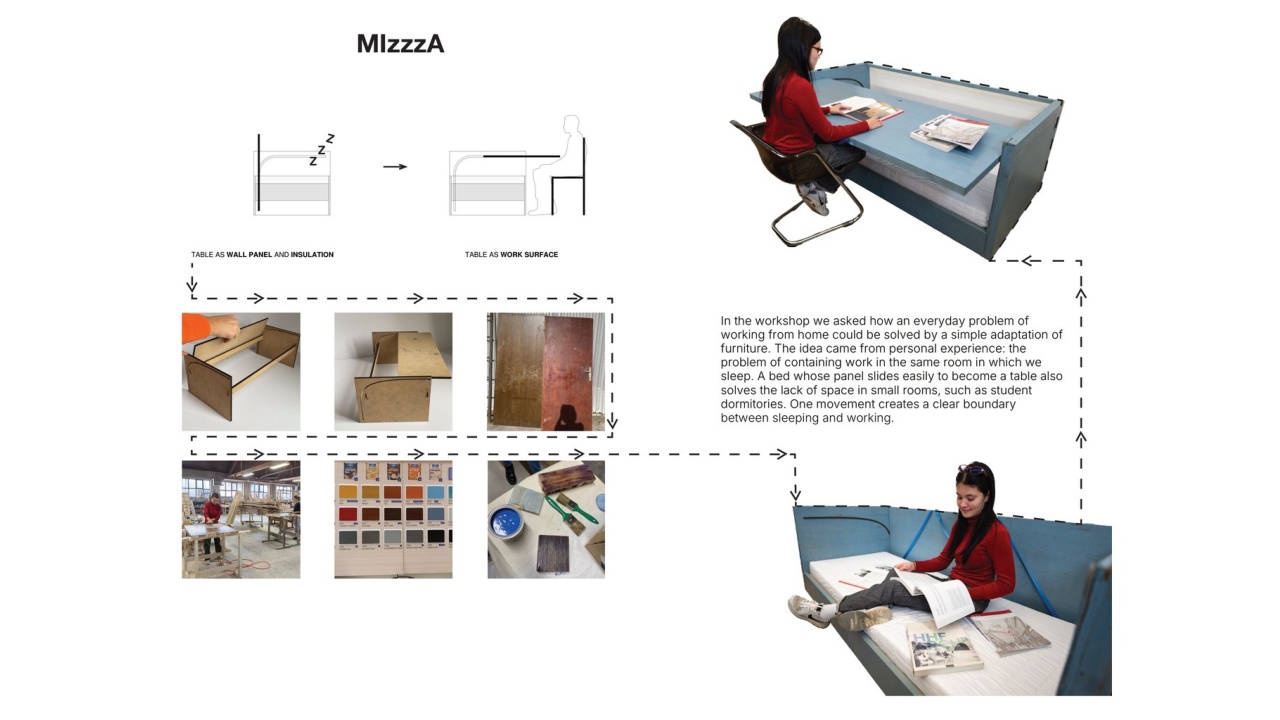 MIzzzA
z
z
z
TABLE AS WALL PANEL AND INSULATION
TABLE AS WORK SURFACE
In the workshop we asked how an everyday problem of
working from home could be solved by a simple adaptation of
furniture. The idea came from personal experience: the
problem of containing work in the same room in which we
sleep. A bed whose panel slides easily to become a table also
solves the lack of space in small rooms, such as student
dormitories. One movement creates a clear boundary
between sleeping and working.
HHF